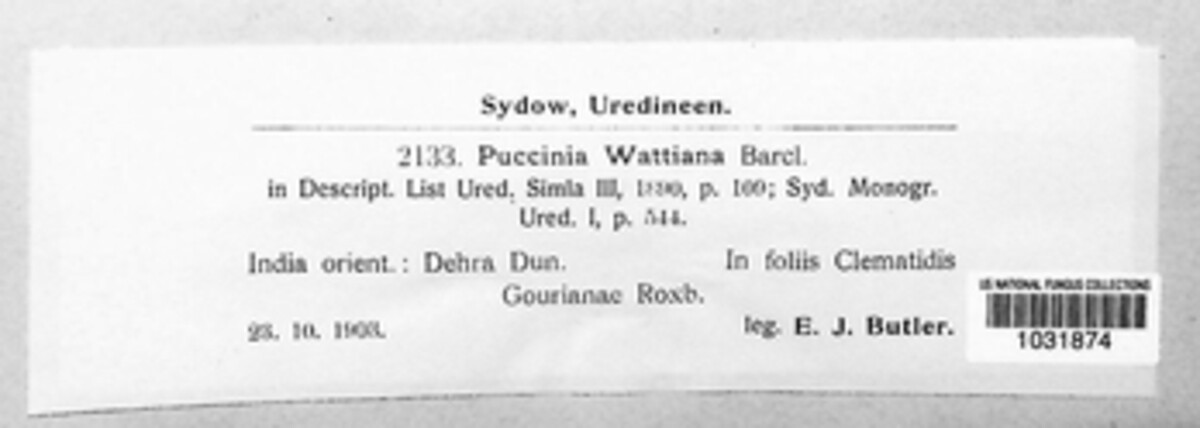 Sydow, Uredineen.
2133. Puccinia Wattiana Barcl.
in Descript. List Ured. Simla III, 1890, p. 100; Syd. Monogr.
Ured. I, p. 544.
India orient.: Dehra Dun. In foliis Clematidis
Gourianae Roxb.
23. 10. 1903. leg. E. J. Butler.
US NATIONAL FUNGUS COLLECTIONS
1031874